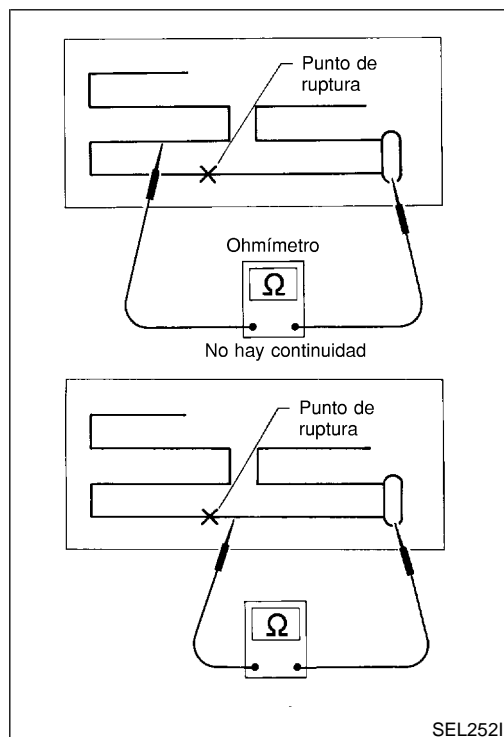 Punto de
ruptura
Ohmímetro
Ω
No hay continuidad
Punto de
ruptura
Ω
SEL252I